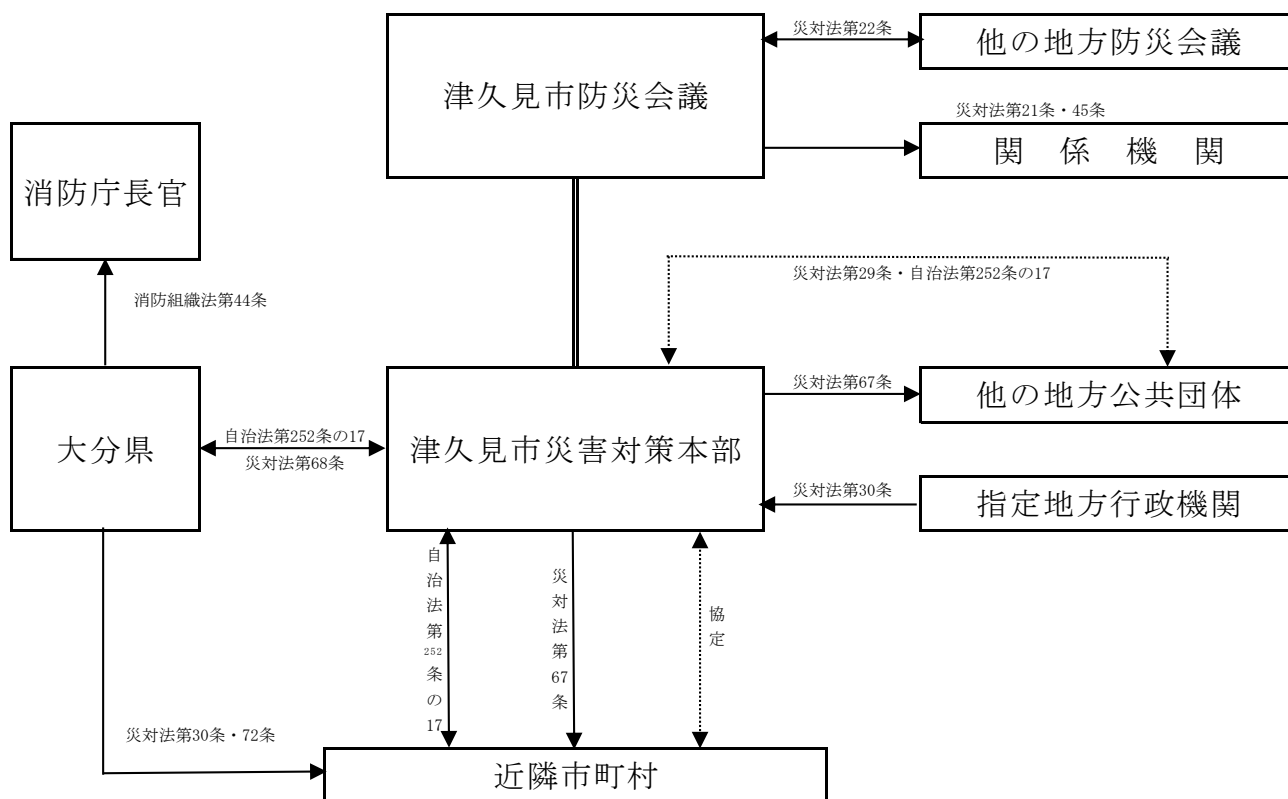 災対法第22条
他の地方防災会議
津久見市防災会議
災対法第21条・45条
関係機関
消防庁長官
災対法第29条・自治法第252条の17
消防組織法第44条
災対法第67条
他の地方公共団体
大分県
自治法第252条の17
災対法第68条
津久見市災害対策本部
災対法第30条
指定地方行政機関
自治法第252条の17
災対法第67条
協定
災対法第30条・72条
近隣市町村